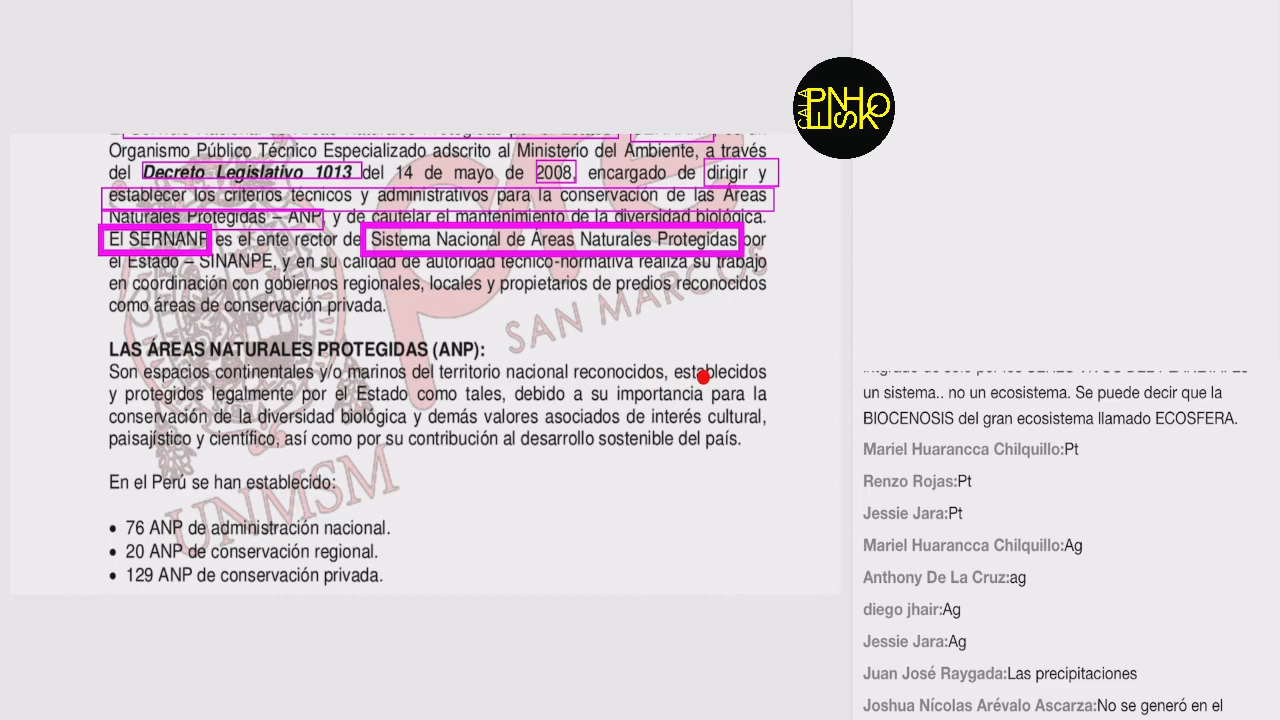 Organismo Público Técnico Especializado adscrito al Ministerio del Ambiente, a través
del Decreto Legislativo 1013 del 14 de mayo de 2008, encargado de dirigir y
establecer los criterios técnicos y administrativos para la conservación de las Áreas
Naturales Protegidas – ANP, y de cautelar el mantenimiento de la diversidad biológica.
El SERNANP es el ente rector del Sistema Nacional de Áreas Naturales Protegidas por
el Estado – SINANPE, y en su calidad de autoridad técnico-normativa realiza su trabajo
en coordinación con gobiernos regionales, locales y propietarios de predios reconocidos
como áreas de conservación privada.
LAS ÁREAS NATURALES PROTEGIDAS (ANP):
Son espacios continentales y/o marinos del territorio nacional reconocidos, establecidos
y protegidos legalmente por el Estado como tales, debido a su importancia para la
conservación de la diversidad biológica y demás valores asociados de interés cultural,
paisajístico y científico, así como por su contribución al desarrollo sostenible del país.
En el Perú se han establecido:
• 76 ANP de administración nacional.
• 20 ANP de conservación regional.
• 129 ANP de conservación privada.
SAN MARCOS
UNMSM
un sistema.. no un ecosistema. Se puede decir que la
BIOCENOSIS del gran ecosistema llamado ECOSFERA.
Mariel Huarancca Chilquillo:Pt
Renzo Rojas:Pt
Jessie Jara:Pt
Mariel Huarancca Chilquillo:Ag
Anthony De La Cruz:ag
diego jhair:Ag
Jessie Jara:Ag
Juan José Raygada:Las precipitaciones
Joshua Nícolas Arévalo Ascarza:No se generó en el